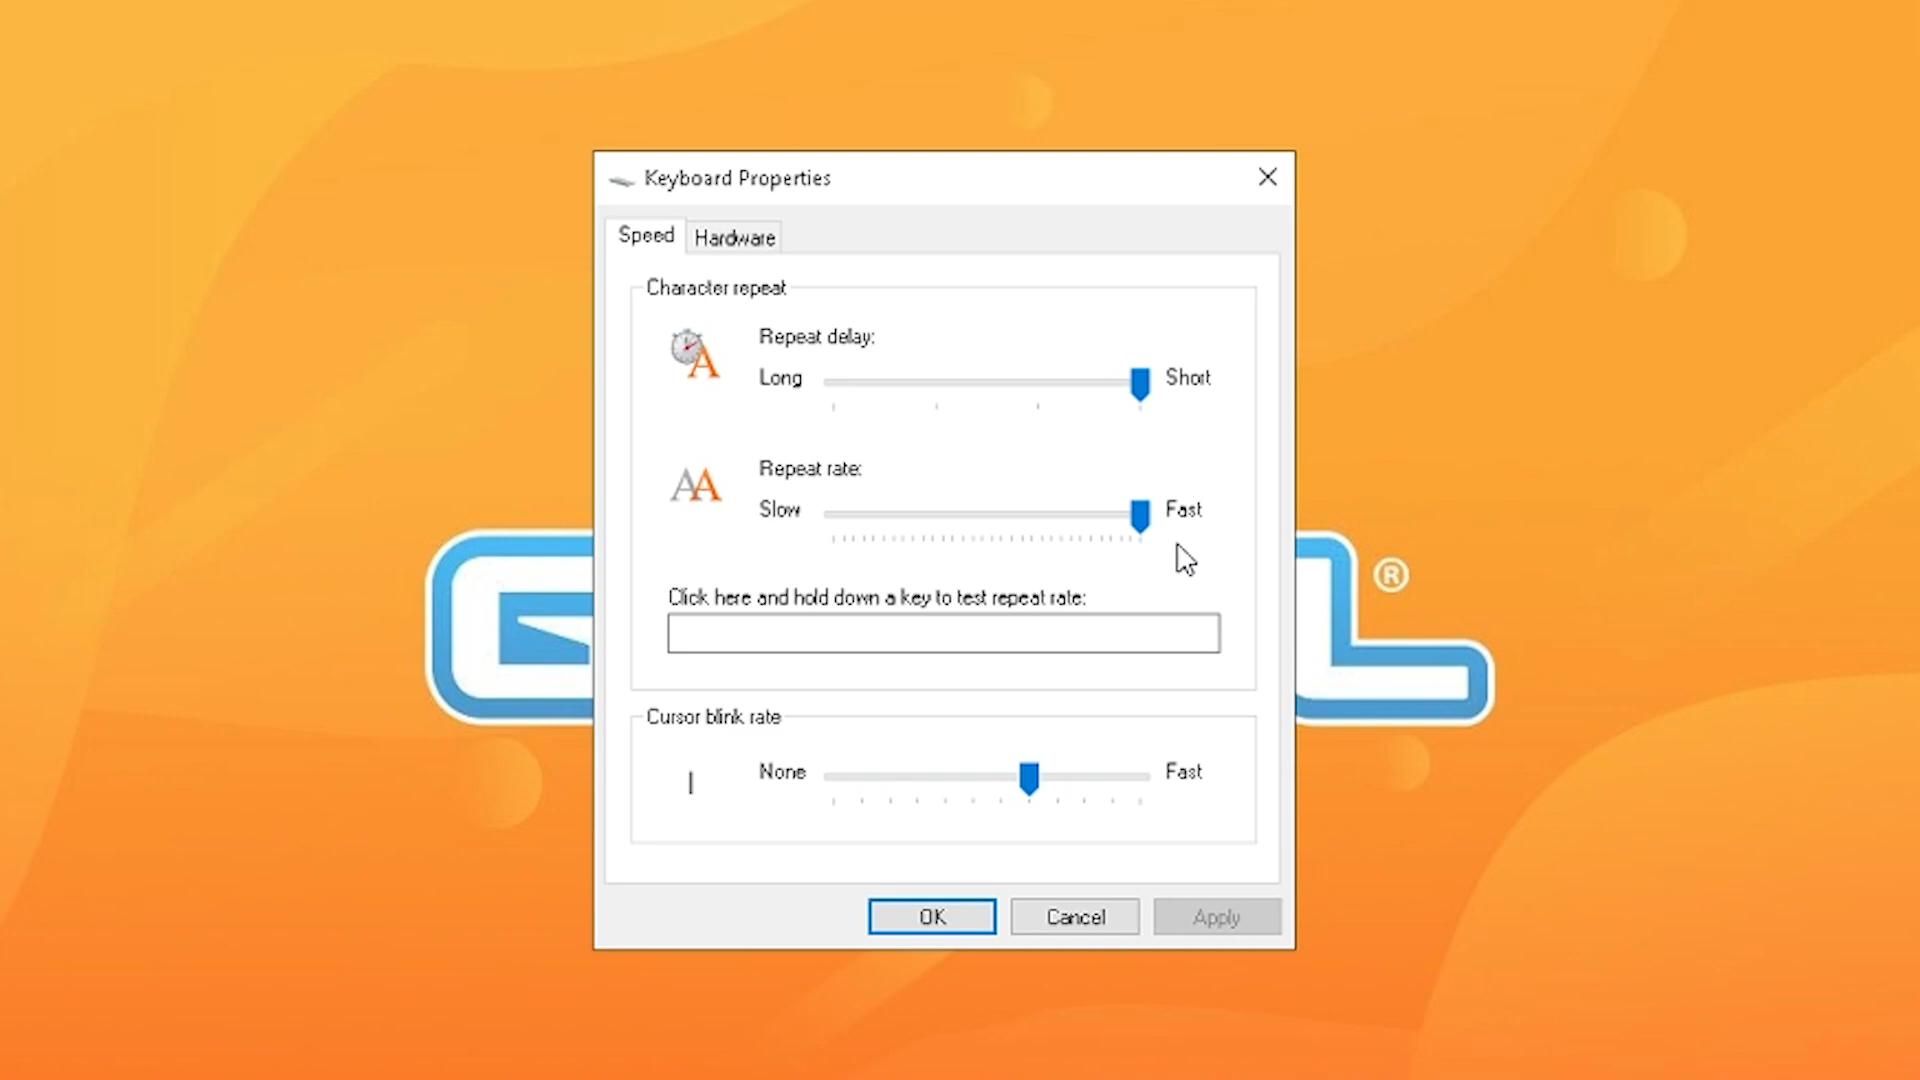 Keyboard Properties
Speed
Hardware
Character repeat
Repeat delay:
Long
Short
Repeat rate:
Slow
Fast
Click here and hold down a key to test repeat rate:
Cursor blink rate
None
Fast
OK
Cancel
Apply
®